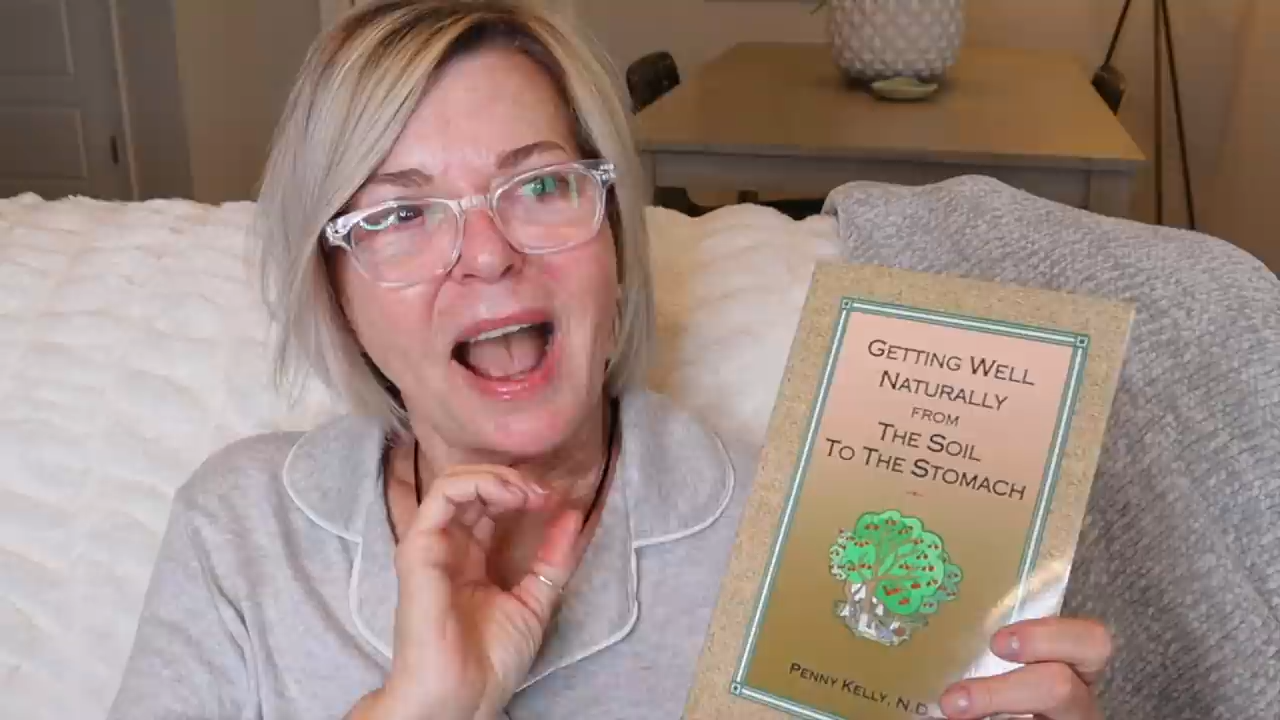 GETTING WELL
NATURALLY
FROM
THE SOIL
TO THE STOMACH
PENNY KELLY, N.D.